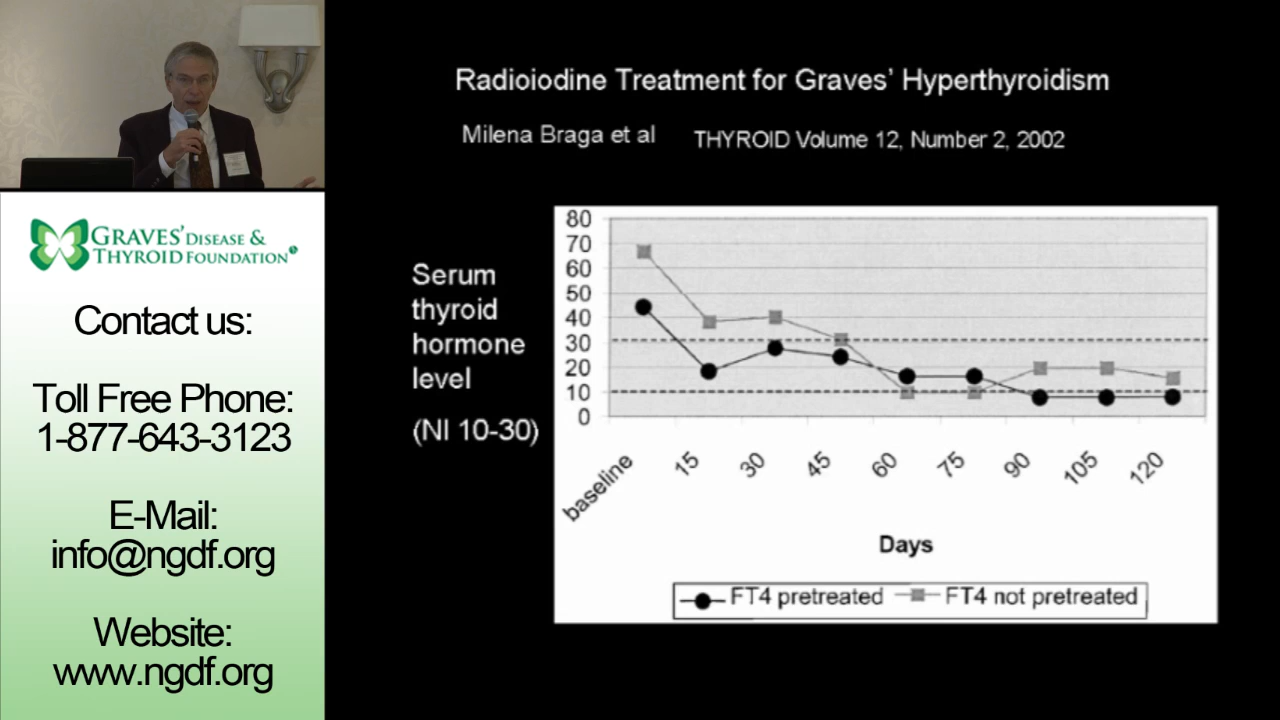 Radioiodine Treatment for Graves' Hyperthyroidism
Milena Braga et al
THYROID Volume 12, Number 2, 2002
GRAVES' DISEASE &
THYROID FOUNDATION
Contact us:
Toll Free Phone:
1-877-643-3123
E-Mail:
info@ngdf.org
Website:
www.ngdf.org
Serum
thyroid
hormone
level
(Nl 10-30)
80
70
60
50
40
30
20
10
0
baseline
15
30
45
60
75
90
105
120
Days
FT4 pretreated
FT4 not pretreated